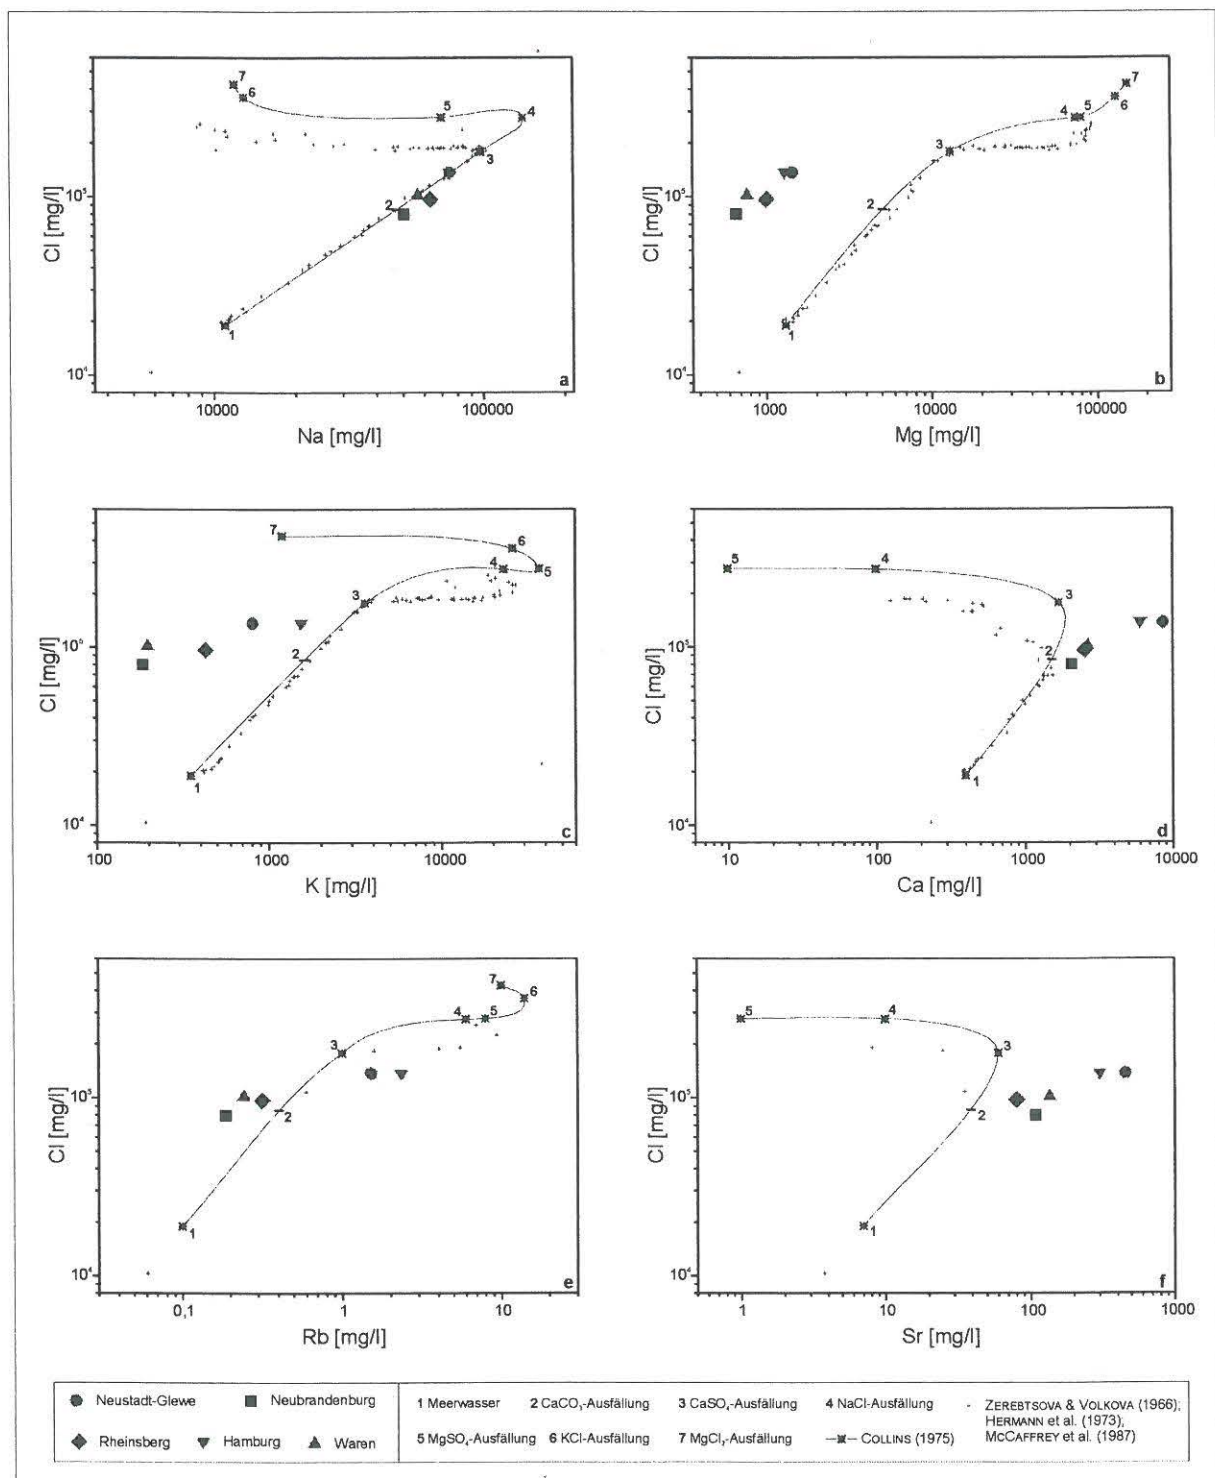 7
6
5
4
3
2
1
10⁵
10⁴
Cl [mg/l]
a
10000 100000
Na [mg/l]
7
6
4 5
3
2
1
10⁵
10⁴
Cl [mg/l]
b
1000 10000 100000
Mg [mg/l]
7
6
4
5
3
2
1
10⁵
10⁴
Cl [mg/l]
c
100 1000 10000
K [mg/l]
5
4
3
2
1
10⁵
10⁴
Cl [mg/l]
d
10 100 1000 10000
Ca [mg/l]
7
6
4 5
3
2
1
10⁵
10⁴
Cl [mg/l]
e
0,1 1 10
Rb [mg/l]
5
4
3
2
1
10⁵
10⁴
Cl [mg/l]
f
1 10 100 1000
Sr [mg/l]
Neustadt-Glewe Neubrandenburg
Rheinsberg Hamburg Waren
1 Meerwasser 2 CaCO₃-Ausfällung 3 CaSO₄-Ausfällung 4 NaCl-Ausfällung
5 MgSO₄-Ausfällung 6 KCl-Ausfällung 7 MgCl₂-Ausfällung COLLINS (1975)
ZEREBTSOVA & VOLKOVA (1966);
HERMANN et al. (1973);
MCCAFFREY et al. (1987)